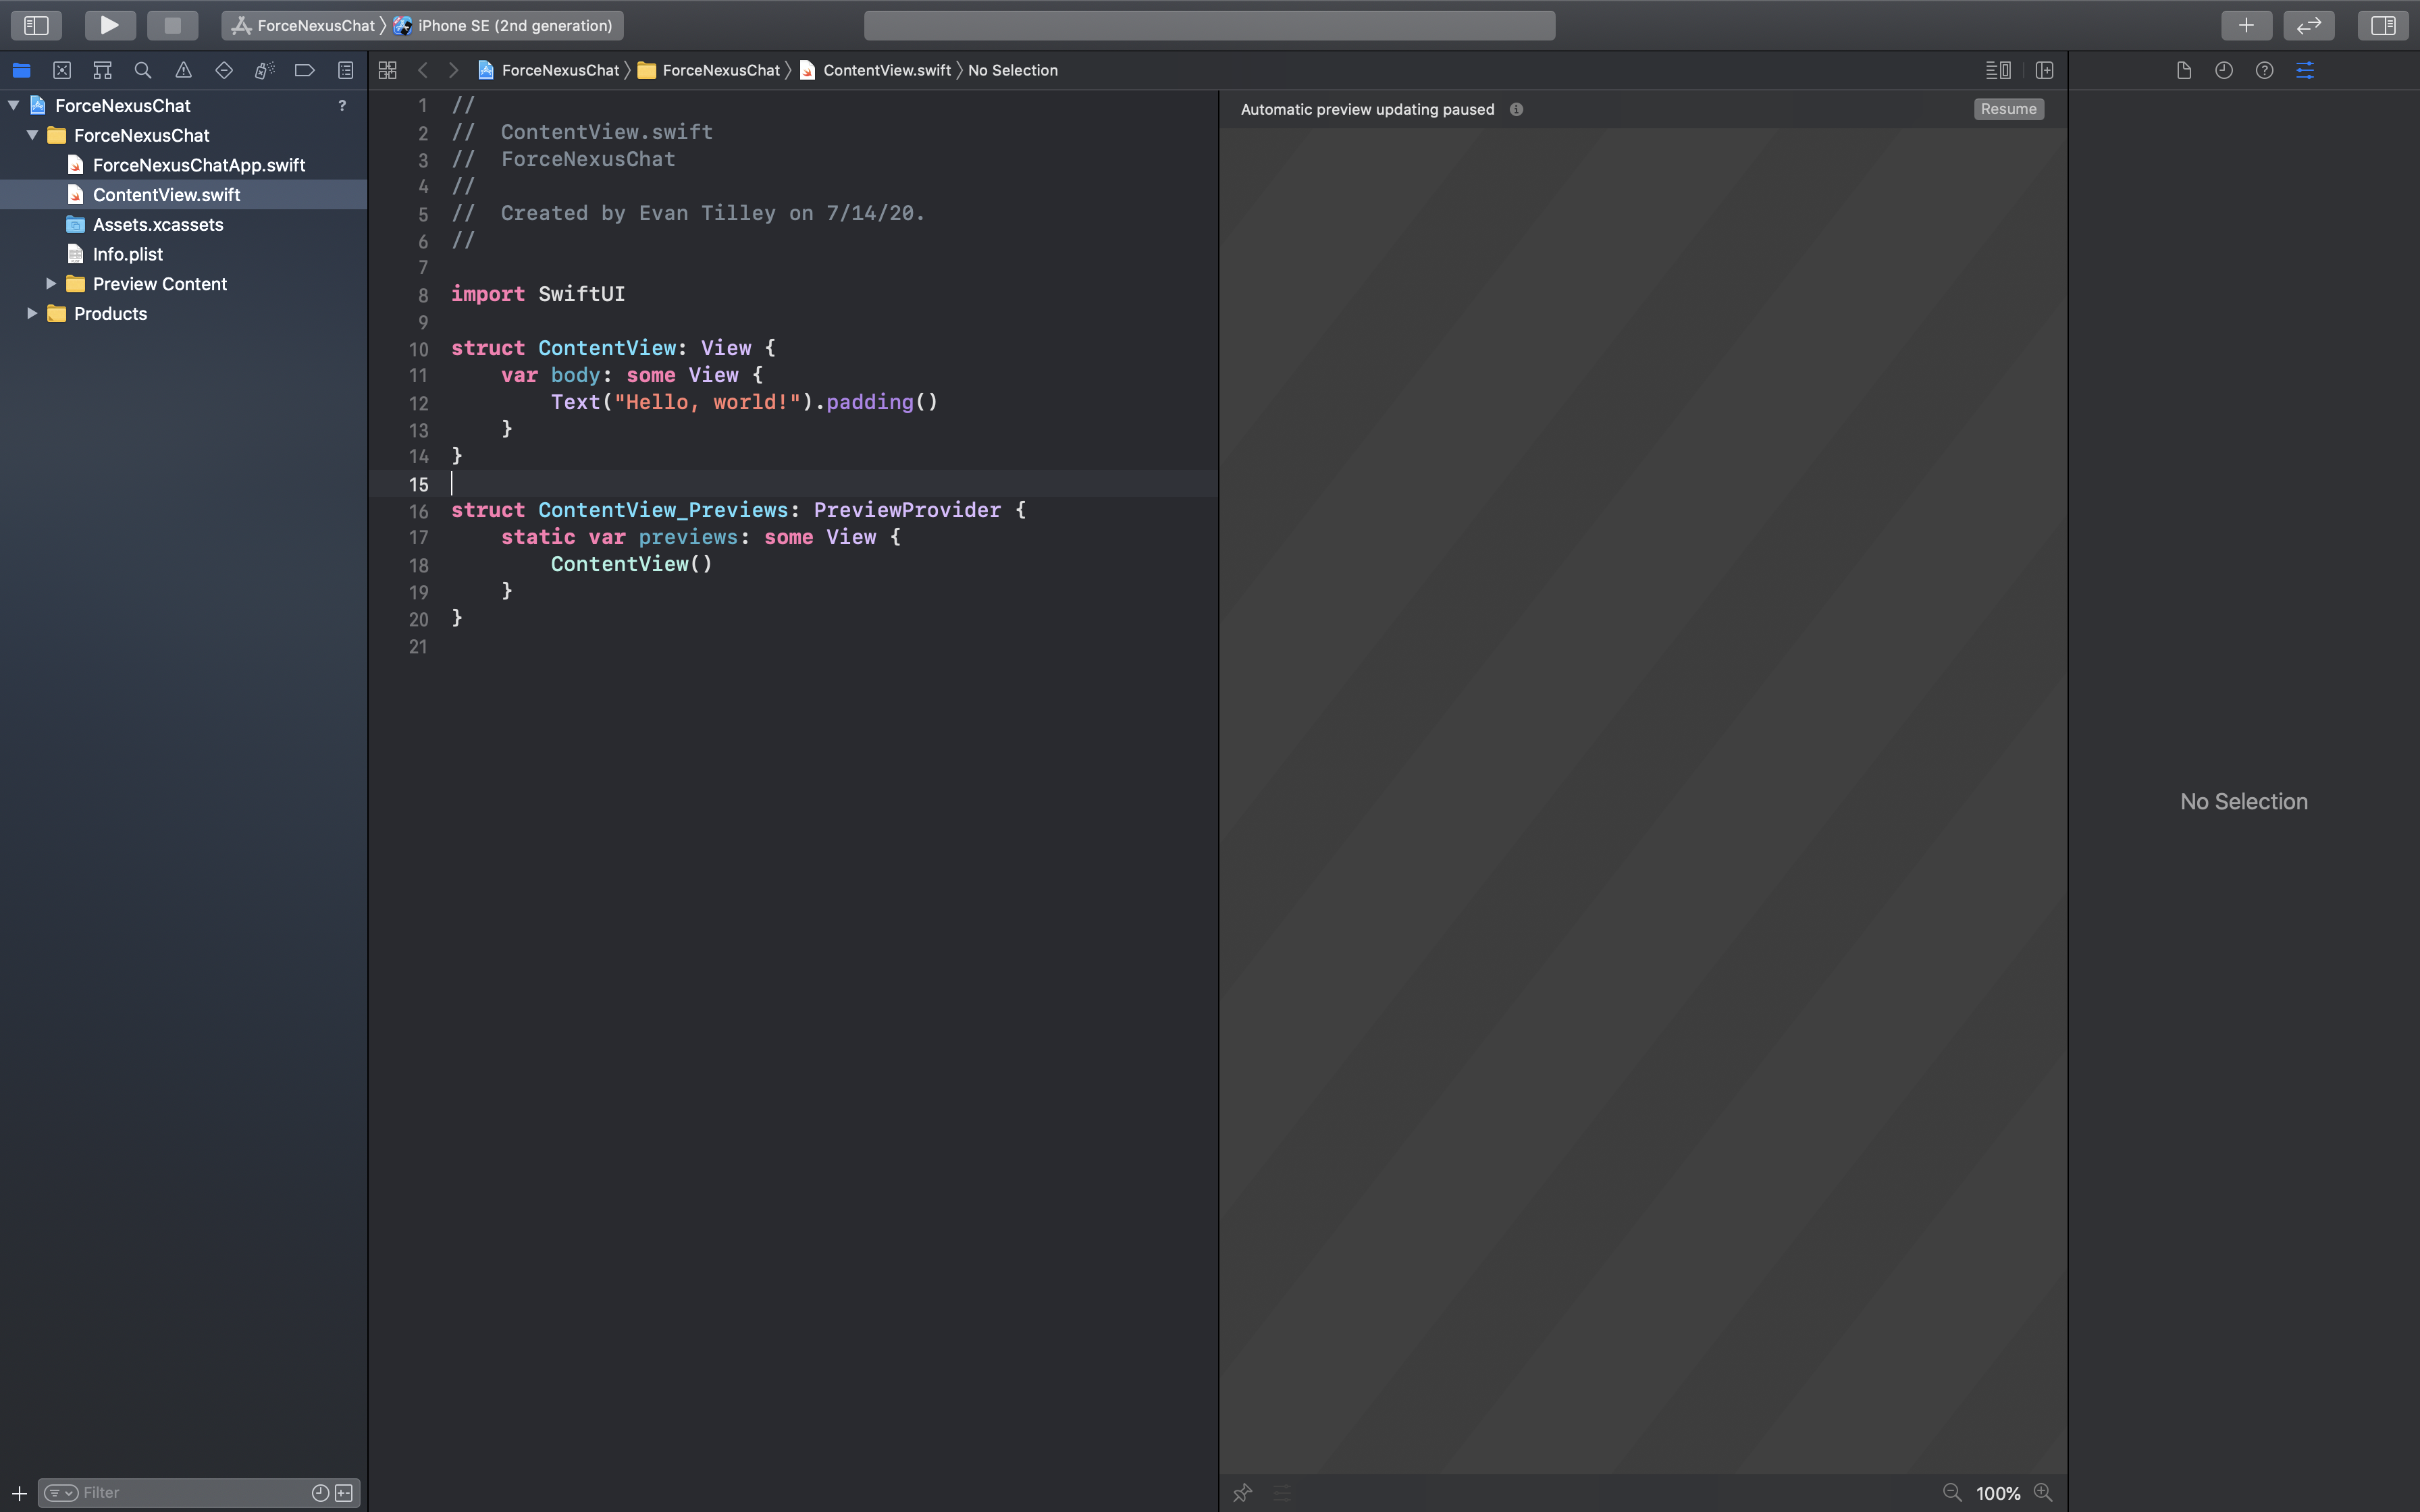 ForceNexusChat 〉 iPhone SE (2nd generation)
ForceNexusChat 〉 ForceNexusChat 〉 ContentView.swift 〉 No Selection
ForceNexusChat ?
ForceNexusChat
ForceNexusChatApp.swift
ContentView.swift
Assets.xcassets
Info.plist
Preview Content
Products
Filter
1 //
2 //  ContentView.swift
3 //  ForceNexusChat
4 //
5 //  Created by Evan Tilley on 7/14/20.
6 //
7
8 import SwiftUI
9
10 struct ContentView: View {
11     var body: some View {
12         Text("Hello, world!").padding()
13     }
14 }
15
16 struct ContentView_Previews: PreviewProvider {
17     static var previews: some View {
18         ContentView()
19     }
20 }
21
Automatic preview updating paused
Resume
100%
No Selection